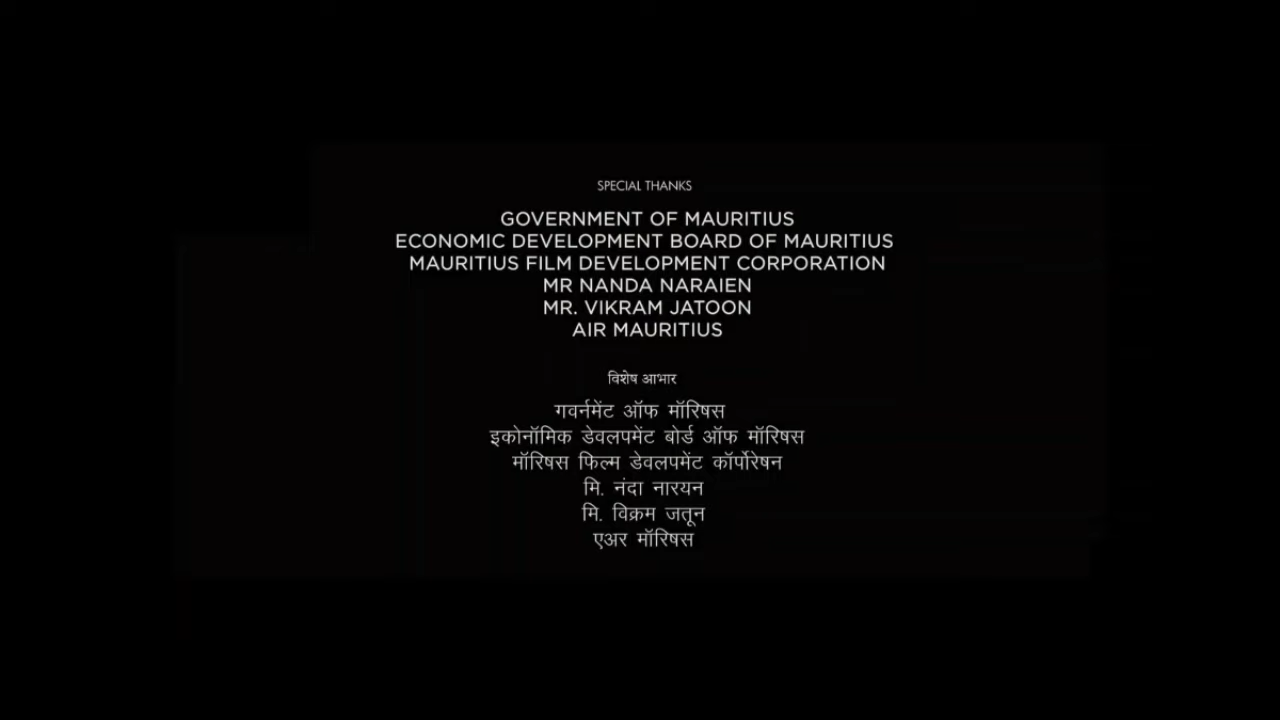 SPECIAL THANKS
GOVERNMENT OF MAURITIUS
ECONOMIC DEVELOPMENT BOARD OF MAURITIUS
MAURITIUS FILM DEVELOPMENT CORPORATION
MR NANDA NARAIEN
MR. VIKRAM JATOON
AIR MAURITIUS
विशेष आभार
गवर्नमेंट ऑफ मॉरिषस
इकोनॉमिक डेवलपमेंट बोर्ड ऑफ मॉरिषस
मॉरिषस फिल्म डेवलपमेंट कॉर्पोरेषन
मि. नंदा नारयन
मि. विक्रम जतून
एअर मॉरिषस